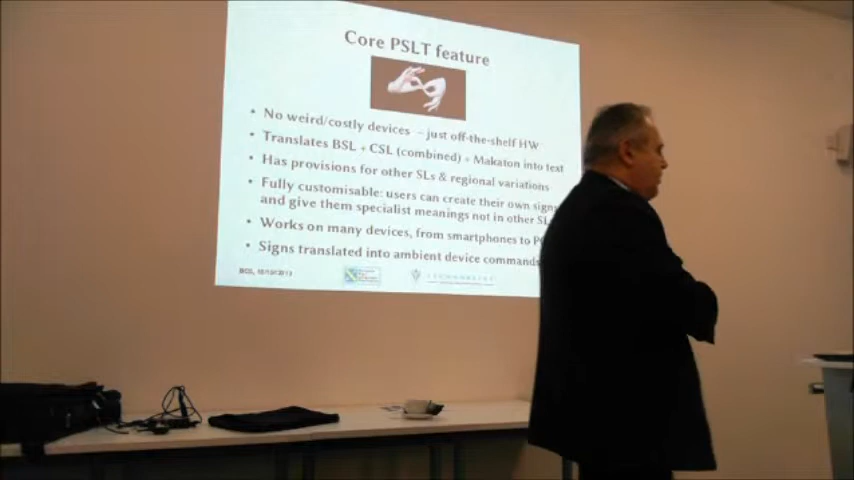 Core PSLT feature
• No weird/costly devices – just off-the-shelf HW
• Translates BSL + CSL (combined) + Makaton into text
• Has provisions for other SLs & regional variations
• Fully customisable: users can create their own signs
and give them specialist meanings not in other SL
• Works on many devices, from smartphones to P
• Signs translated into ambient device commands